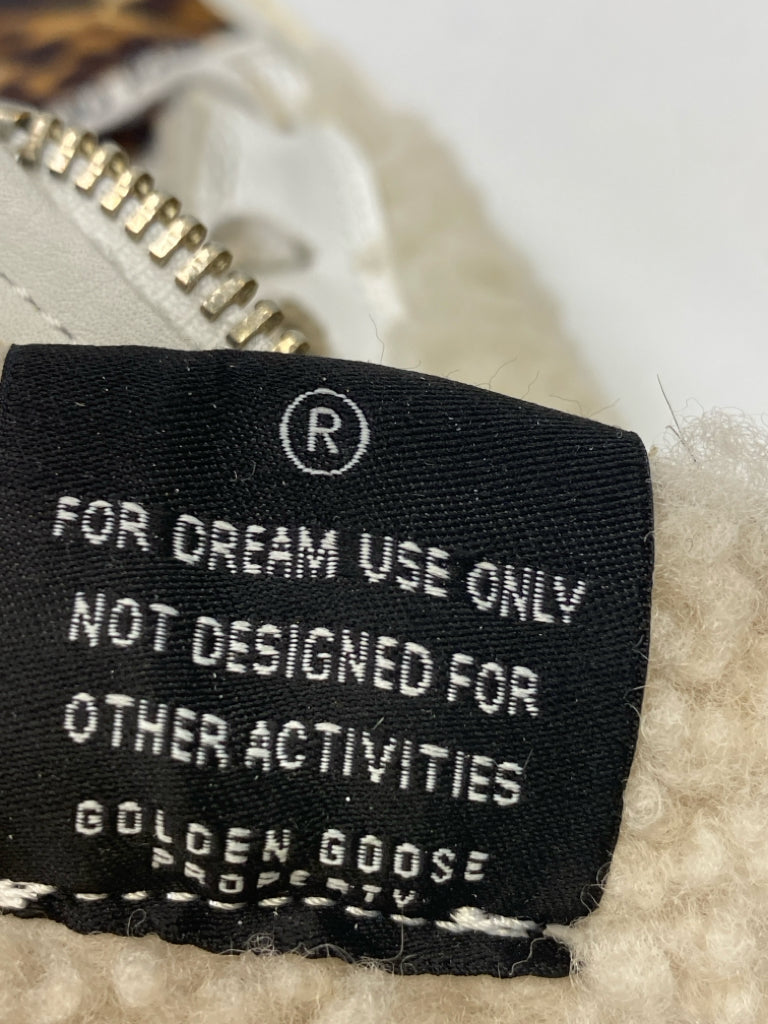 ®
FOR DREAM USE ONLY
NOT DESIGNED FOR
OTHER ACTIVITIES
GOLDEN GOOSE
PROPERTY